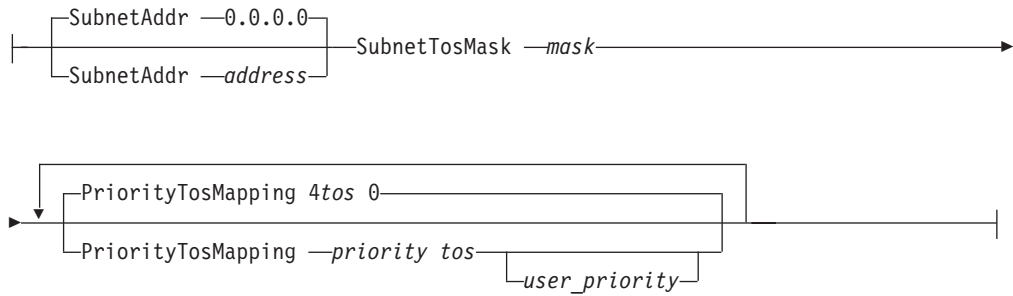 SubnetAddr 0.0.0.0
SubnetTosMask mask
SubnetAddr address
PriorityTosMapping 4tos 0
PriorityTosMapping priority tos
user_priority